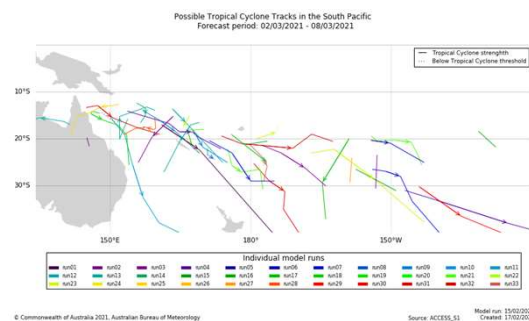 Possible Tropical Cyclone Tracks in the South Pacific
Forecast period: 02/03/2021 - 08/03/2021
Tropical Cyclone strenghth
Below Tropical Cyclone threshold
10°S
20°S
30°S
150°E
180°
150°W
Individual model runs
run01 run02 run03 run04 run05 run06 run07 run08 run09 run10 run11
run12 run13 run14 run15 run16 run17 run18 run19 run20 run21 run22
run23 run24 run25 run26 run27 run28 run29 run30 run31 run32 run33
Model run: 15/02/202
© Commonwealth of Australia 2021, Australian Bureau of Meteorology
Source: ACCESS_S1
Created: 17/02/202